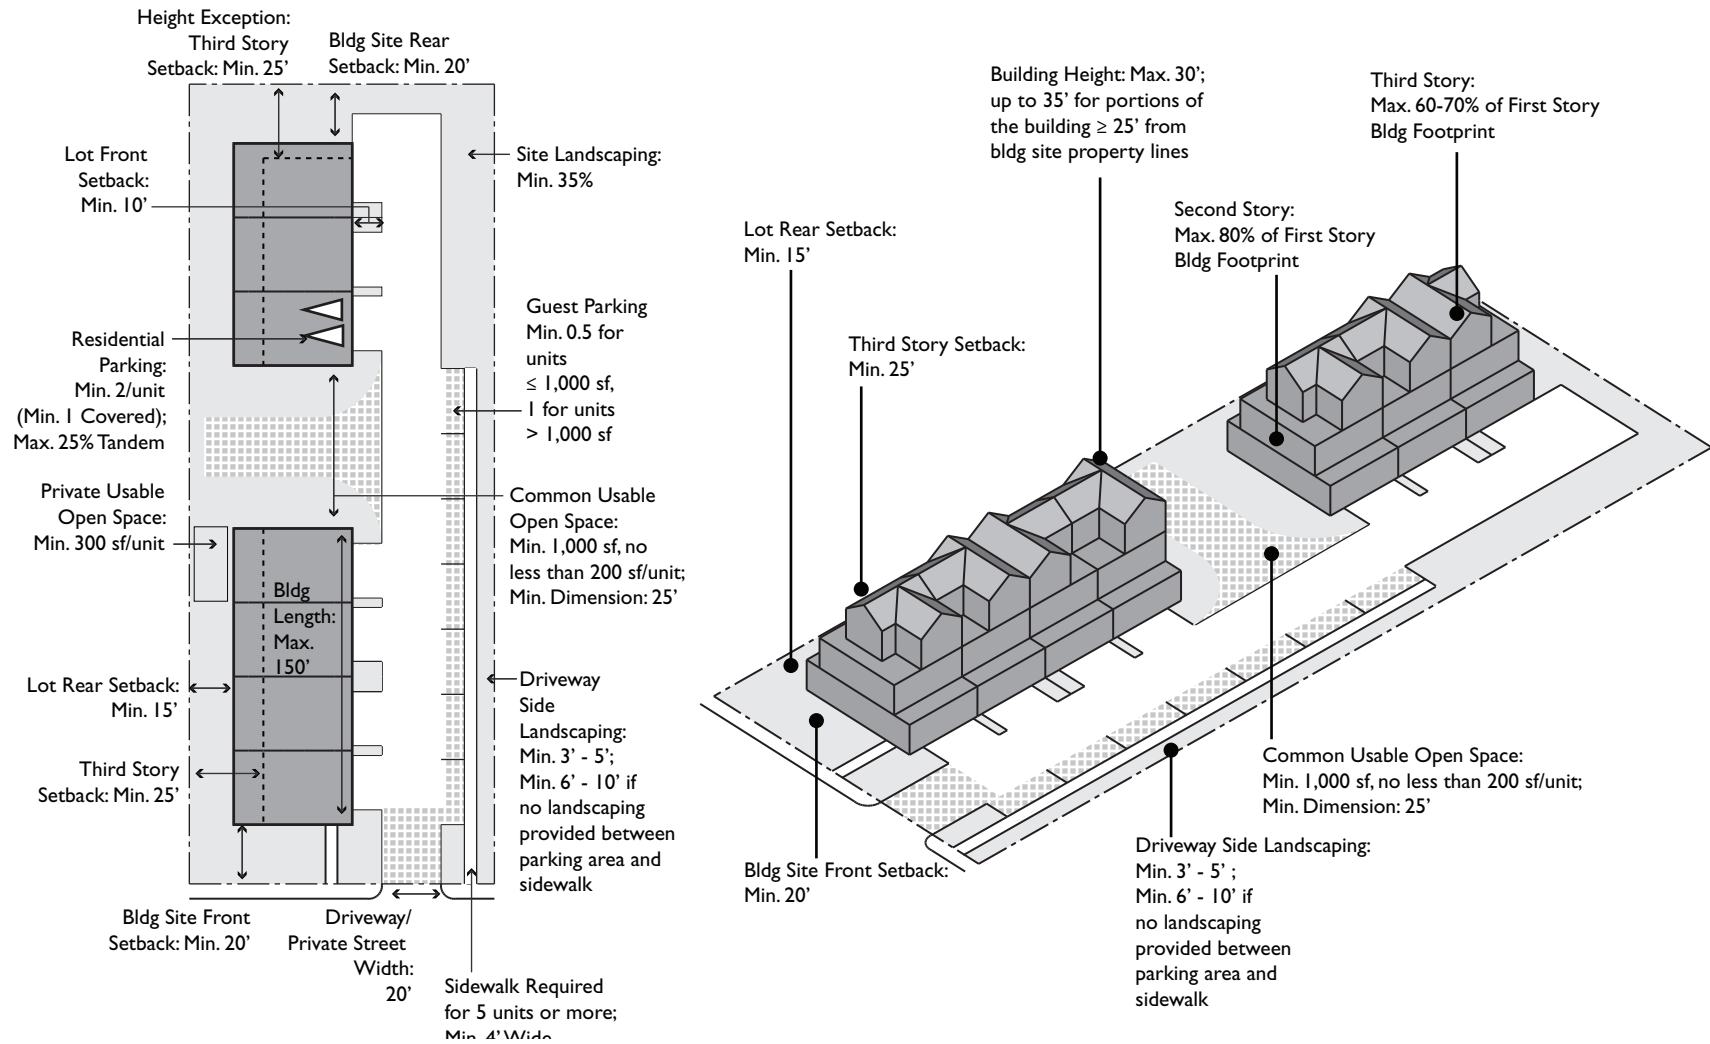 Height Exception:
Third Story
Setback: Min. 25’
Bldg Site Rear
Setback: Min. 20’
Lot Front
Setback:
Min. 10’
Site Landscaping:
Min. 35%
Residential
Parking:
Min. 2/unit
(Min. 1 Covered);
Max. 25% Tandem
Guest Parking
Min. 0.5 for
units
≤ 1,000 sf,
1 for units
> 1,000 sf
Private Usable
Open Space:
Min. 300 sf/unit
Common Usable
Open Space:
Min. 1,000 sf, no
less than 200 sf/unit;
Min. Dimension: 25’
Bldg
Length:
Max.
150’
Lot Rear Setback:
Min. 15’
Driveway
Side
Landscaping:
Min. 3’ - 5’;
Min. 6’ - 10’ if
no landscaping
provided between
parking area and
sidewalk
Third Story
Setback: Min. 25’
Bldg Site Front
Setback: Min. 20’
Driveway/
Private Street
Width:
20’
Sidewalk Required
for 5 units or more;
Min. 4’ Wide
Building Height: Max. 30’;
up to 35’ for portions of
the building ≥ 25’ from
bldg site property lines
Third Story:
Max. 60-70% of First Story
Bldg Footprint
Second Story:
Max. 80% of First Story
Bldg Footprint
Lot Rear Setback:
Min. 15’
Third Story Setback:
Min. 25’
Bldg Site Front Setback:
Min. 20’
Common Usable Open Space:
Min. 1,000 sf, no less than 200 sf/unit;
Min. Dimension: 25’
Driveway Side Landscaping:
Min. 3’ - 5’ ;
Min. 6’ - 10’ if
no landscaping
provided between
parking area and
sidewalk